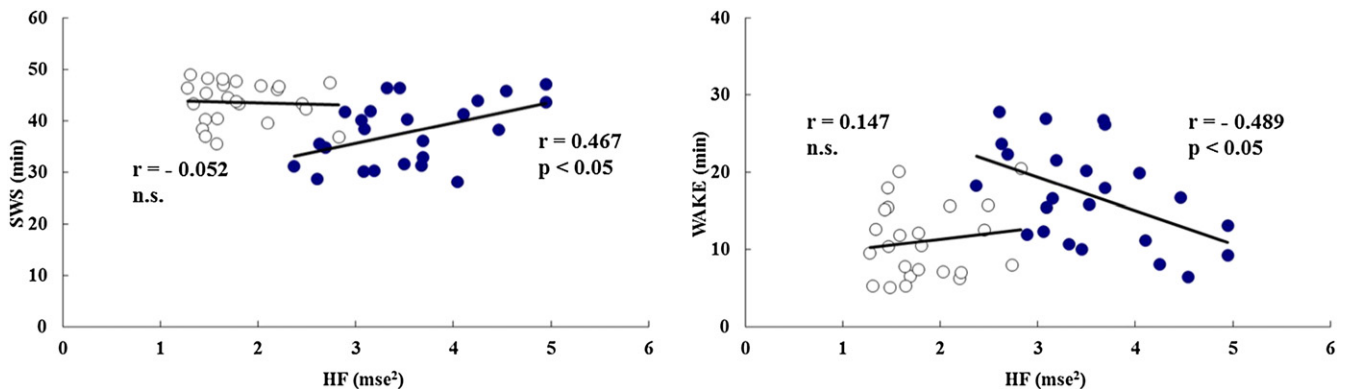 60
50
40
30
20
10
0
SWS (min)
r = - 0.052
n.s.
r = 0.467
p < 0.05
0 1 2 3 4 5 6
HF (mse²)
40
30
20
10
0
WAKE (min)
r = 0.147
n.s.
r = - 0.489
p < 0.05
0 1 2 3 4 5 6
HF (mse²)